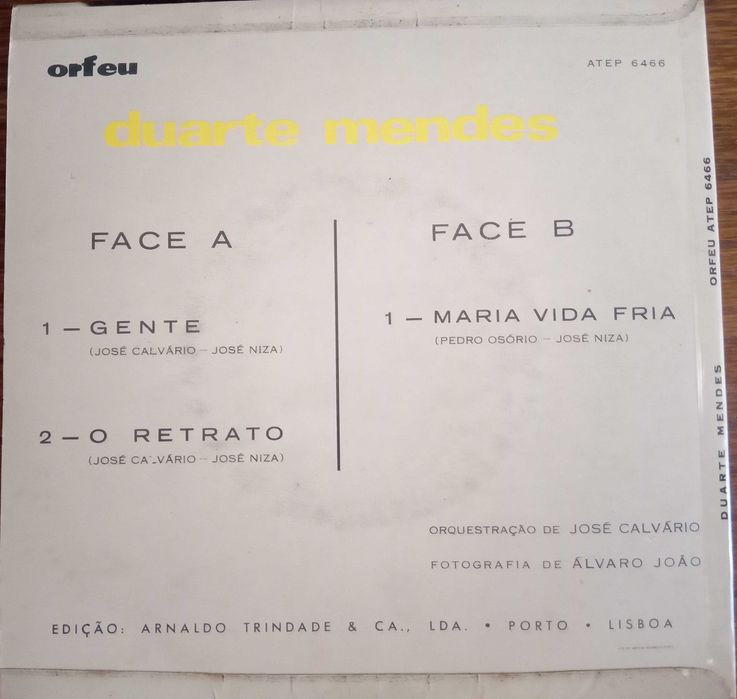 orfeu
ATEP 6466
duarte mendes
FACE A
1 — GENTE
(JOSÉ CALVÁRIO — JOSÉ NIZA)
2 — O RETRATO
(JOSÉ CALVÁRIO — JOSÉ NIZA)
FACE B
1 — MARIA VIDA FRIA
(PEDRO OSÓRIO — JOSÉ NIZA)
ORQUESTRAÇÃO DE JOSÉ CALVÁRIO
FOTOGRAFIA DE ÁLVARO JOÃO
EDIÇÃO: ARNALDO TRINDADE & CA., LDA. • PORTO • LISBOA
DUARTE MENDES
ORFEU ATEP 6466